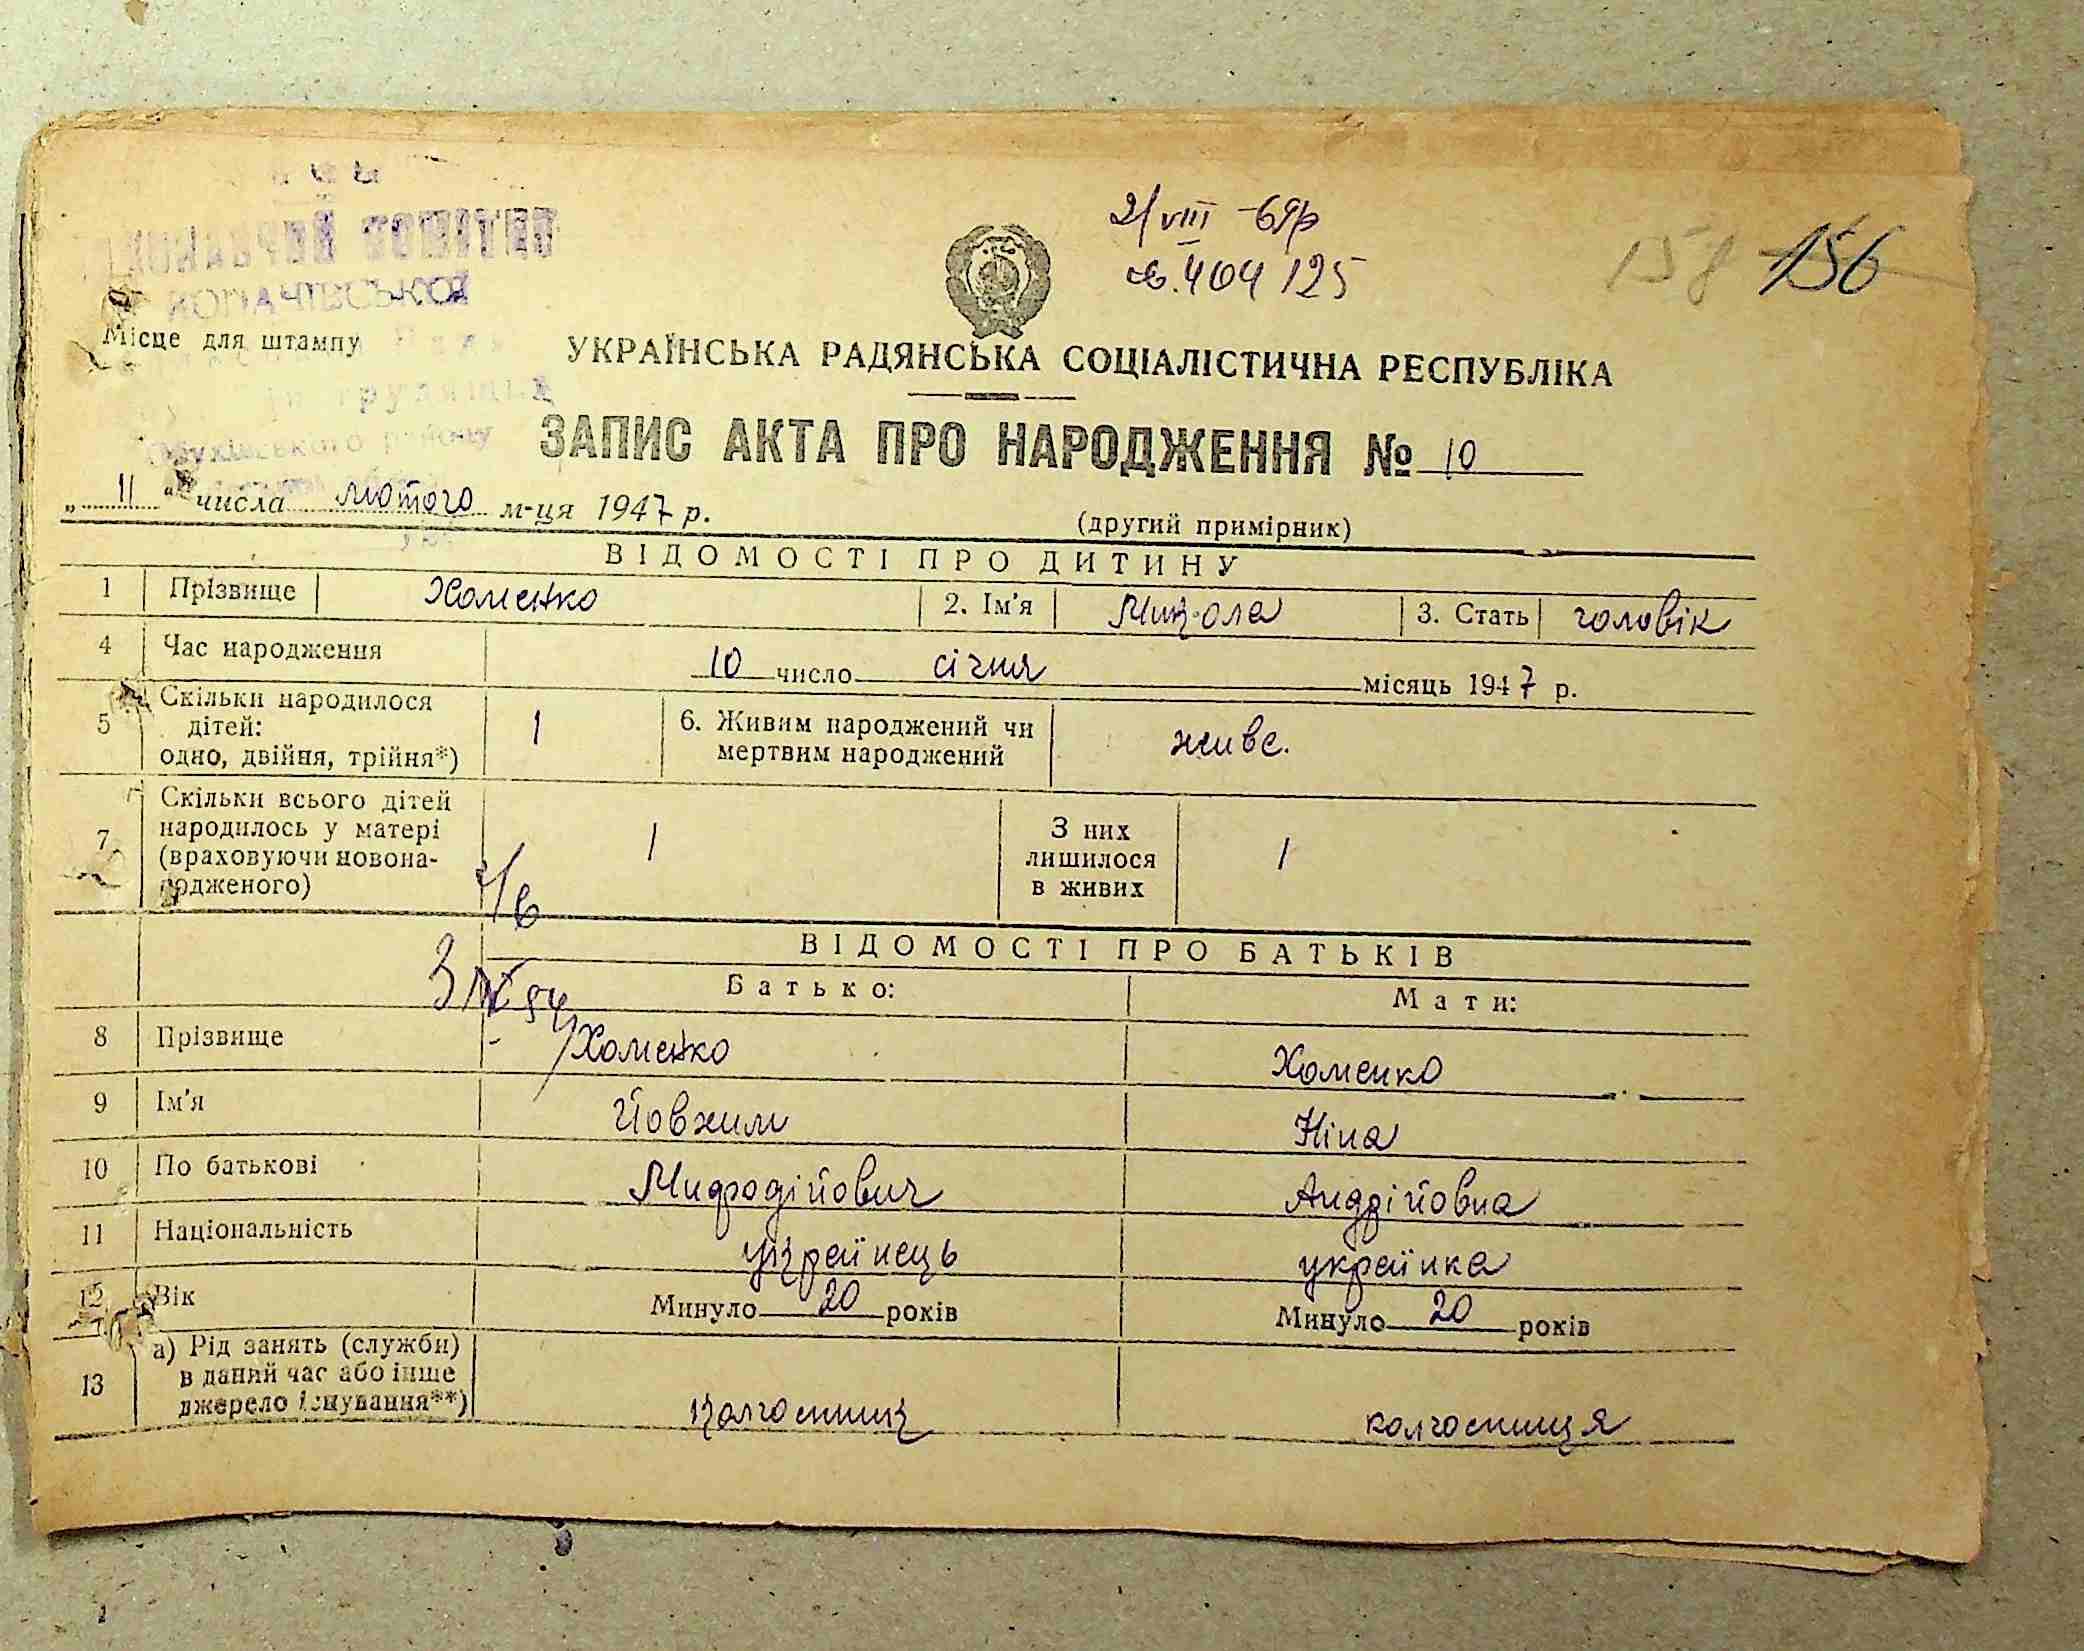 КОПАЧІВСЬКОЇ
Місце для штампу
21/VIII-69р
св. 404125
158 156
УКРАЇНСЬКА РАДЯНСЬКА СОЦІАЛІСТИЧНА РЕСПУБЛІКА
ЗАПИС АКТА ПРО НАРОДЖЕННЯ № 10
„11“ числа лютого м-ця 1947 р.
(другий примірник)
ВІДОМОСТІ ПРО ДИТИНУ
1 Прізвище Хоменко 2. Ім'я Микола 3. Стать чоловік
4 Час народження 10 число січня місяць 1947 р.
5 Скільки народилося дітей: одно, двійня, трійня*) 1 6. Живим народжений чи мертвим народжений живе.
7 Скільки всього дітей народилось у матері (враховуючи новонародженого) 1 З них лишилося в живих 1
ВІДОМОСТІ ПРО БАТЬКІВ
Батько: Мати:
8 Прізвище Хоменко Хоменко
9 Ім'я Йовхим Ніна
10 По батькові Мифодійович Андрійовна
11 Національність українець українка
12 Вік Минуло 20 років Минуло 20 років
13 а) Рід занять (служби) в даний час або інше джерело існування**) колгоспник колгоспниця